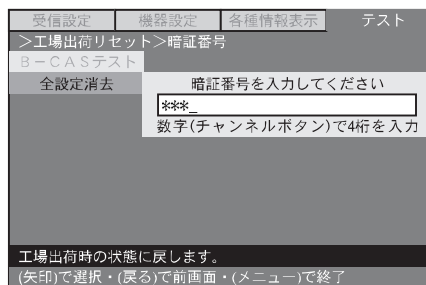 受信設定 機器設定 各種情報表示 テスト
>工場出荷リセット>暗証番号
B-CASテスト
全設定消去 暗証番号を入力してください
***_
数字(チャンネルボタン)で4桁を入力
工場出荷時の状態に戻します。
(矢印)で選択・(戻る)で前画面・(メニュー)で終了